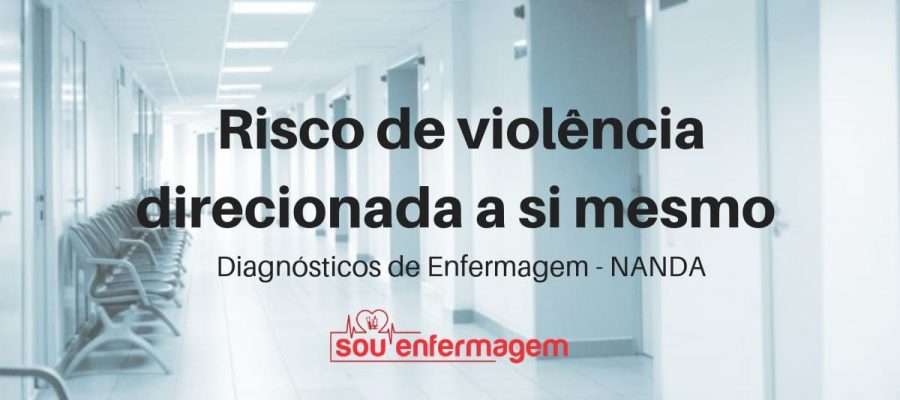 Risco de violência
direcionada a si mesmo
Diagnósticos de Enfermagem - NANDA
sou enfermagem